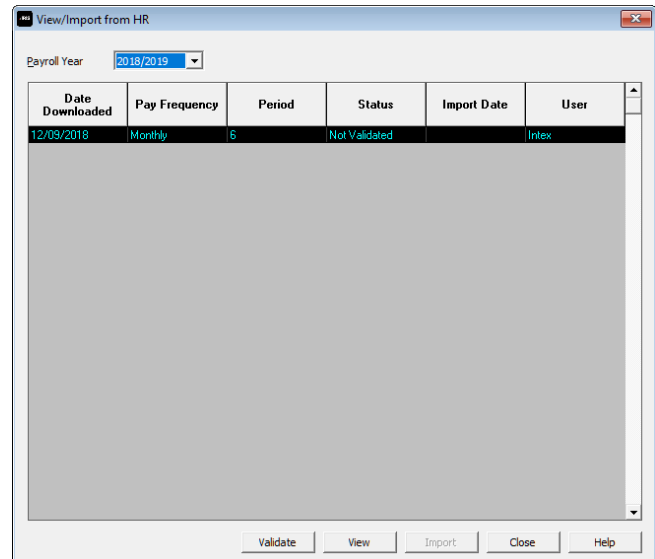 View/Import from HR
Payroll Year 2018/2019
Date Downloaded Pay Frequency Period Status Import Date User
12/09/2018 Monthly 6 Not Validated Intex
Validate View Import Close Help